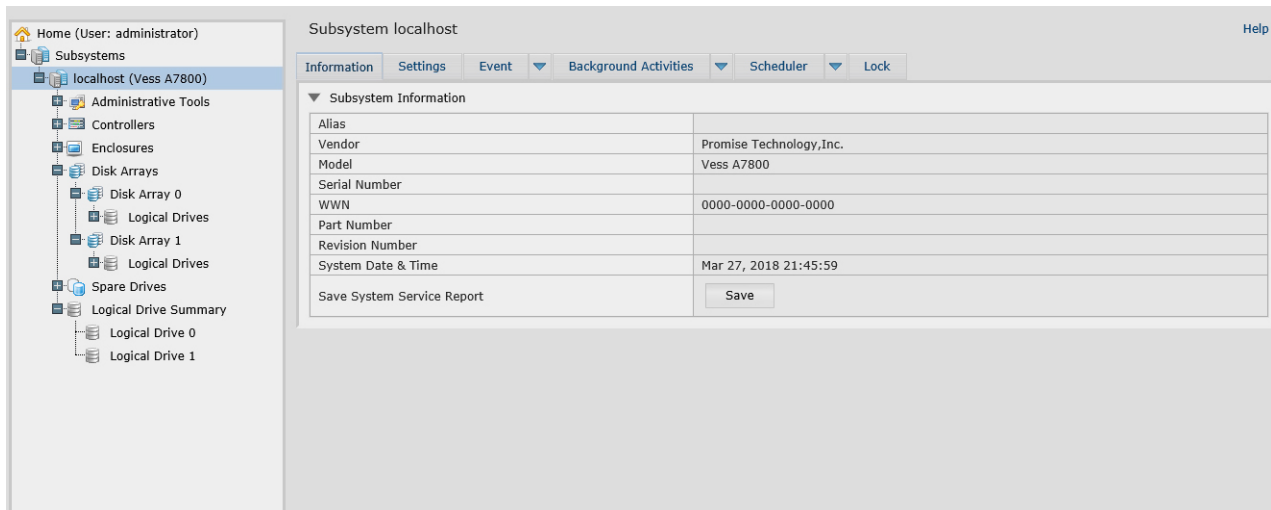 Home (User: administrator)
Subsystems
localhost (Vess A7800)
Administrative Tools
Controllers
Enclosures
Disk Arrays
Disk Array 0
Logical Drives
Disk Array 1
Logical Drives
Spare Drives
Logical Drive Summary
Logical Drive 0
Logical Drive 1
Subsystem localhost Help
Information Settings Event Background Activities Scheduler Lock
Subsystem Information
Alias
Vendor Promise Technology,Inc.
Model Vess A7800
Serial Number
WWN 0000-0000-0000-0000
Part Number
Revision Number
System Date & Time Mar 27, 2018 21:45:59
Save System Service Report Save